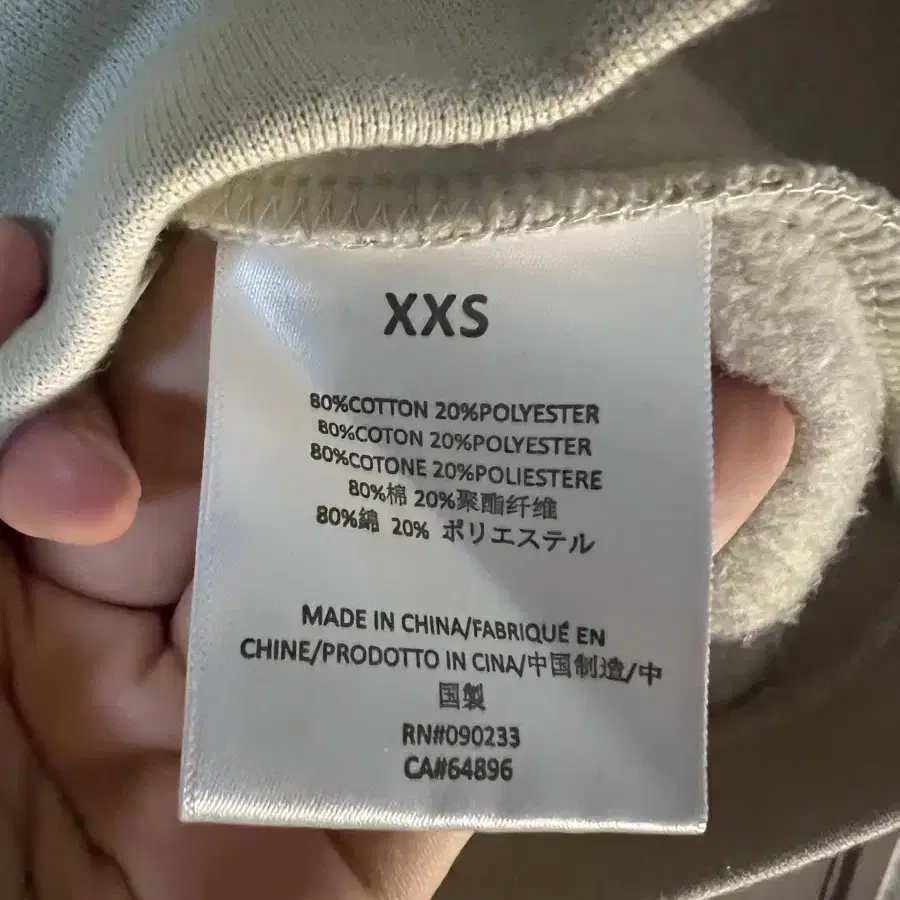 XXS
80%COTTON 20%POLYESTER
80%COTON 20%POLYESTER
80%COTONE 20%POLIESTERE
80%棉 20%聚酯纤维
80%綿 20% ポリエステル
MADE IN CHINA/FABRIQUÉ EN
CHINE/PRODOTTO IN CINA/中国制造/中
国製
RN#090233
CA#64896